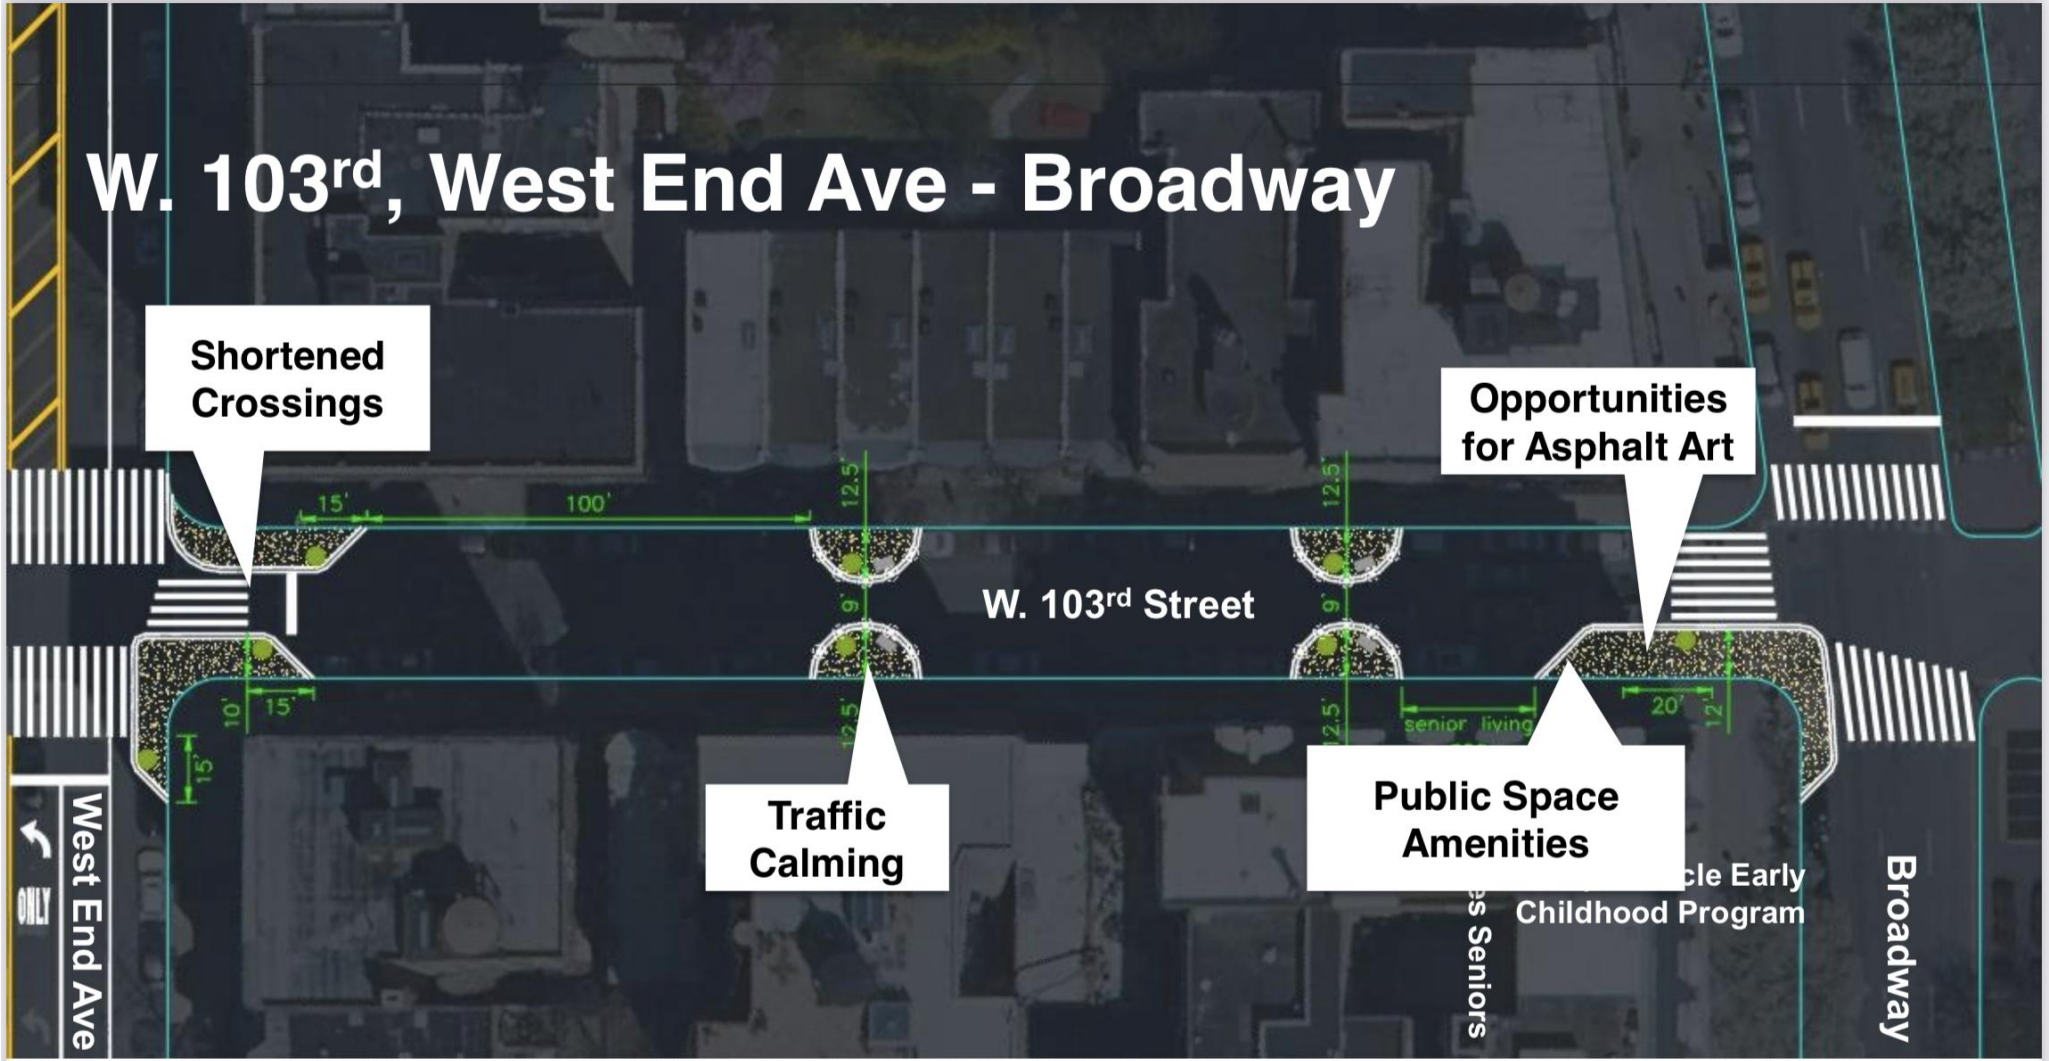 W. 103rd, West End Ave - Broadway
Shortened
Crossings
Opportunities
for Asphalt Art
15'
100'
12.5'
12.5'
9'
W. 103rd Street
9'
10'
15'
15'
12.5'
12.5'
senior living
20'
12'
Traffic
Calming
Public Space
Amenities
cle Early
Childhood Program
es Seniors
ONLY
West End Ave
Broadway